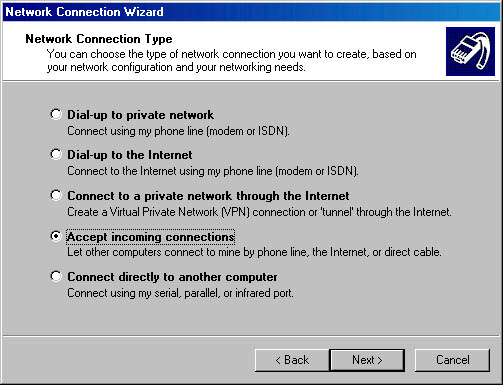 Network Connection Wizard
Network Connection Type
You can choose the type of network connection you want to create, based on
your network configuration and your networking needs.
Dial-up to private network
Connect using my phone line (modem or ISDN).
Dial-up to the Internet
Connect to the Internet using my phone line (modem or ISDN).
Connect to a private network through the Internet
Create a Virtual Private Network (VPN) connection or 'tunnel' through the Internet.
Accept incoming connections
Let other computers connect to mine by phone line, the Internet, or direct cable.
Connect directly to another computer
Connect using my serial, parallel, or infrared port.
< Back Next > Cancel